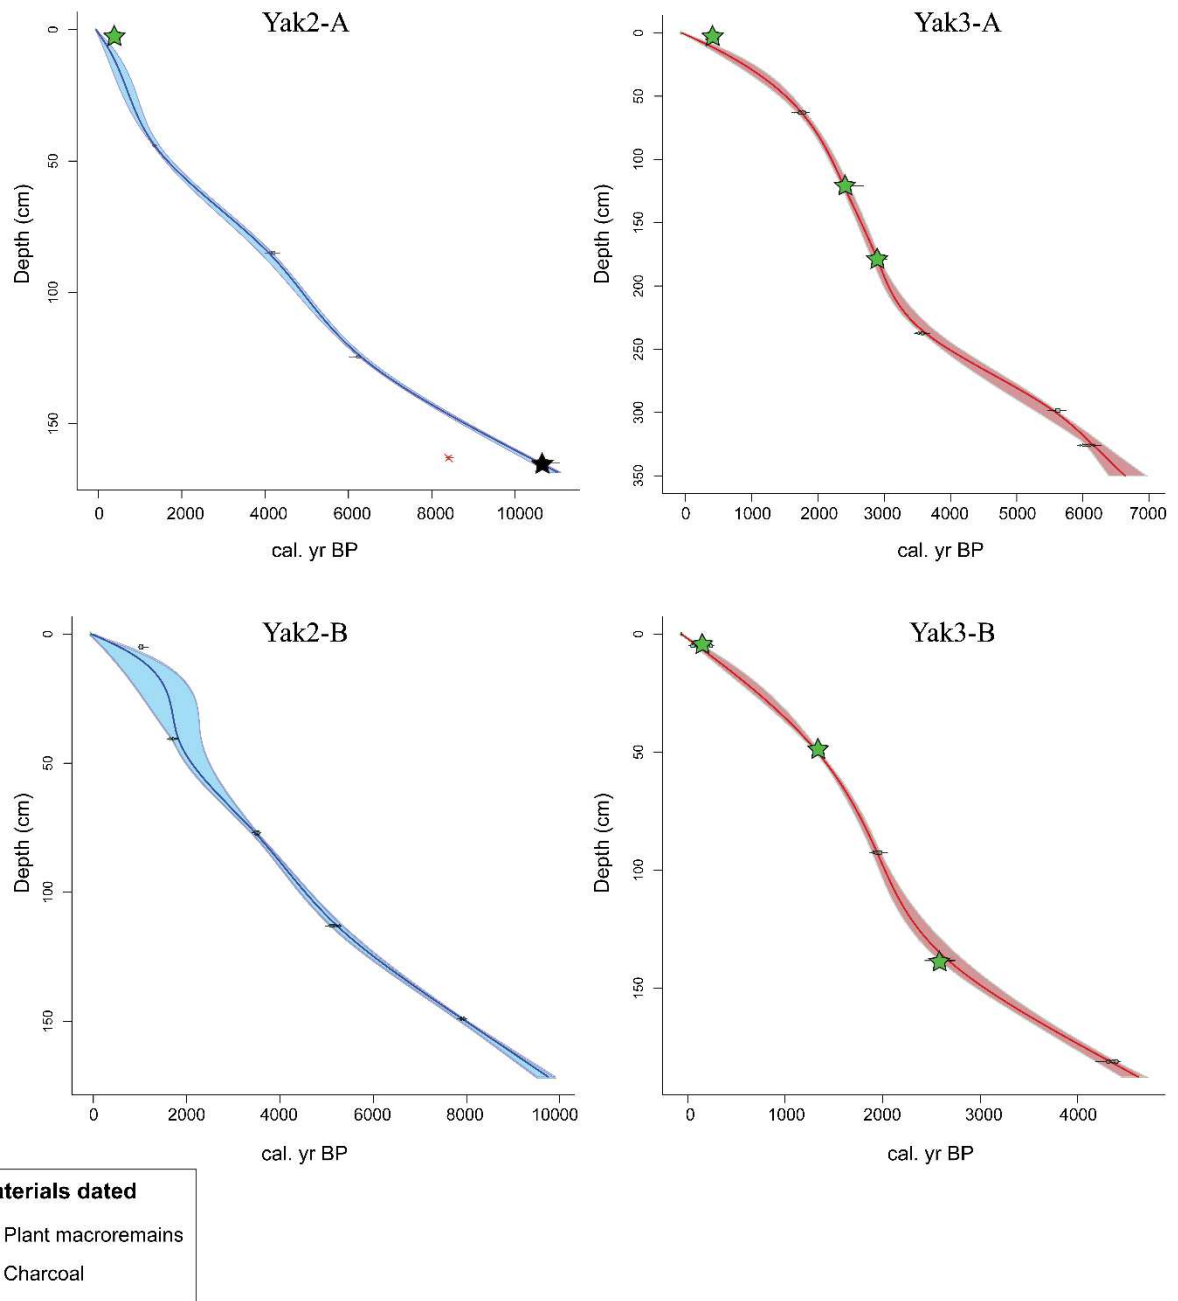 Yak2-A
0
50
100
150
Depth (cm)
0 2000 4000 6000 8000 10000
cal. yr BP
Yak3-A
0
50
100
150
200
250
300
350
Depth (cm)
0 1000 2000 3000 4000 5000 6000 7000
cal. yr BP
Yak2-B
0
50
100
150
Depth (cm)
0 2000 4000 6000 8000 10000
cal. yr BP
Yak3-B
0
50
100
150
Depth (cm)
0 1000 2000 3000 4000
cal. yr BP
aterials dated
Plant macroremains
Charcoal